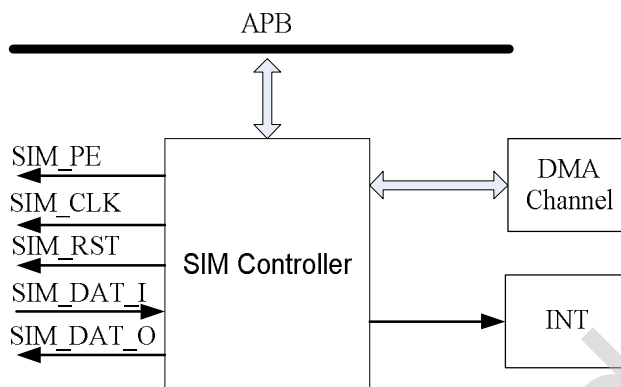 APB
SIM_PE
SIM_CLK
SIM_RST
SIM_DAT_I
SIM_DAT_O
SIM Controller
DMA
Channel
INT